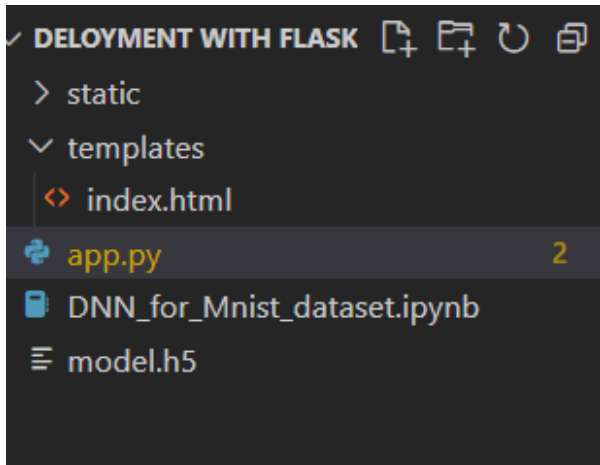 DELOYMENT WITH FLASK
static
templates
index.html
app.py 2
DNN_for_Mnist_dataset.ipynb
model.h5